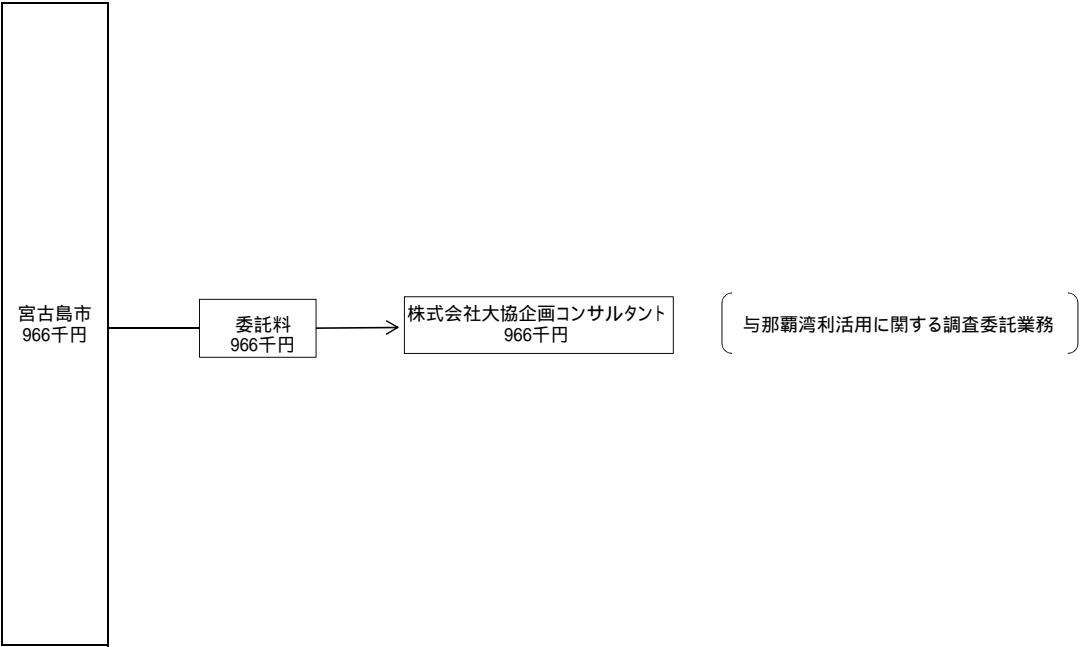 宮古島市
966千円
委託料
966千円
株式会社大協企画コンサルタント
966千円
与那覇湾利活用に関する調査委託業務